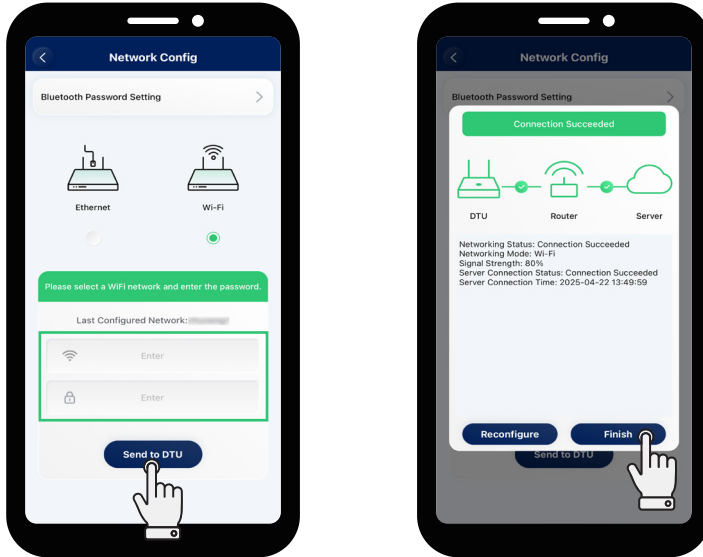 Network Config
Bluetooth Password Setting
Ethernet
Wi-Fi
Please select a WiFi network and enter the password.
Last Configured Network:
Enter
Enter
Send to DTU
Network Config
Bluetooth Password Setting
Connection Succeeded
DTU
Router
Server
Networking Status: Connection Succeeded
Networking Mode: Wi-Fi
Signal Strength: 80%
Server Connection Status: Connection Succeeded
Server Connection Time: 2025-04-22 13:49:59
Reconfigure
Finish
Send to DTU